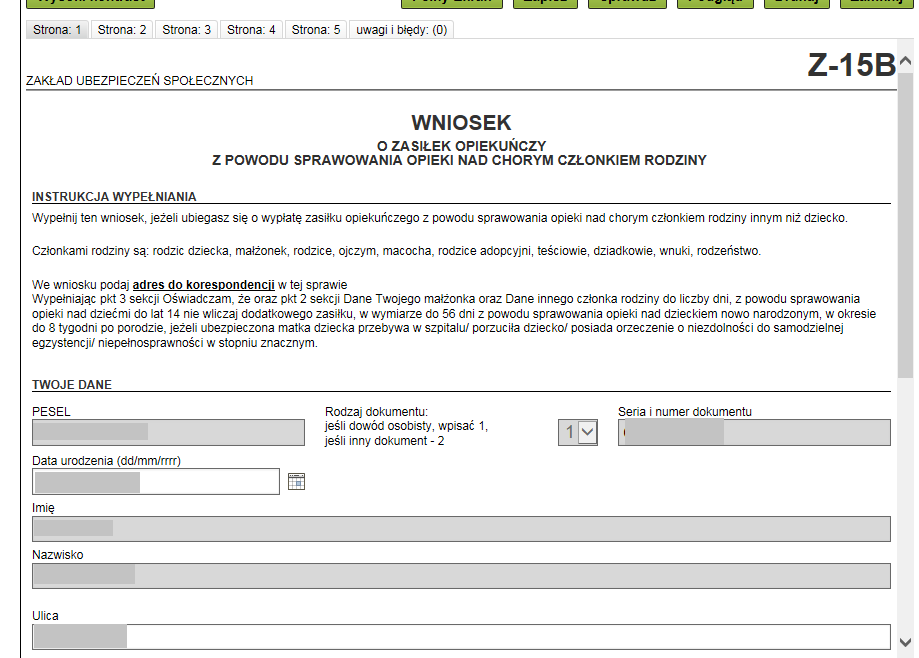 Strona: 1 Strona: 2 Strona: 3 Strona: 4 Strona: 5 uwagi i błędy: (0)
Z-15B
ZAKŁAD UBEZPIECZEŃ SPOŁECZNYCH
WNIOSEK
O ZASIŁEK OPIEKUŃCZY
Z POWODU SPRAWOWANIA OPIEKI NAD CHORYM CZŁONKIEM RODZINY
INSTRUKCJA WYPEŁNIANIA
Wypełnij ten wniosek, jeżeli ubiegasz się o wypłatę zasiłku opiekuńczego z powodu sprawowania opieki nad chorym członkiem rodziny innym niż dziecko.
Członkami rodziny są: rodzic dziecka, małżonek, rodzice, ojczym, macocha, rodzice adopcyjni, teściowie, dziadkowie, wnuki, rodzeństwo.
We wniosku podaj adres do korespondencji w tej sprawie
Wypełniając pkt 3 sekcji Oświadczam, że oraz pkt 2 sekcji Dane Twojego małżonka oraz Dane innego członka rodziny do liczby dni, z powodu sprawowania
opieki nad dziećmi do lat 14 nie wliczaj dodatkowego zasiłku, w wymiarze do 56 dni z powodu sprawowania opieki nad dzieckiem nowo narodzonym, w okresie
do 8 tygodni po porodzie, jeżeli ubezpieczona matka dziecka przebywa w szpitalu/ porzuciła dziecko/ posiada orzeczenie o niezdolności do samodzielnej
egzystencji/ niepełnosprawności w stopniu znacznym.
TWOJE DANE
PESEL
Rodzaj dokumentu:
jeśli dowód osobisty, wpisać 1,
jeśli inny dokument - 2
1
Seria i numer dokumentu
Data urodzenia (dd/mm/rrrr)
Imię
Nazwisko
Ulica